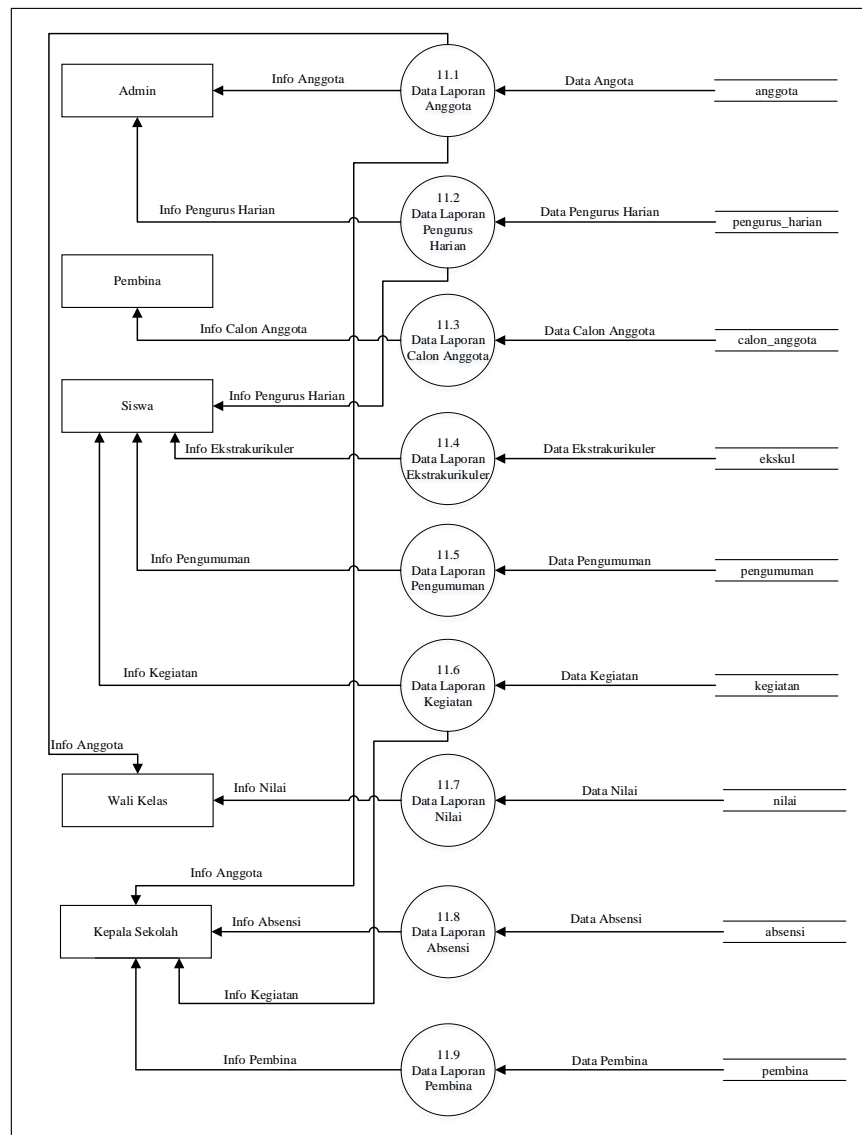 11.1
Data Laporan
Anggota
Info Anggota
Data Angota
Admin
anggota
11.2
Data Laporan
Pengurus
Harian
Info Pengurus Harian
Data Pengurus Harian
pengurus_harian
Pembina
11.3
Data Laporan
Calon Anggota
Info Calon Anggota
Data Calon Anggota
calon_anggota
Siswa
Info Pengurus Harian
11.4
Data Laporan
Ekstrakurikuler
Info Ekstrakurikuler
Data Ekstrakurikuler
ekskul
11.5
Data Laporan
Pengumuman
Info Pengumuman
Data Pengumuman
pengumuman
11.6
Data Laporan
Kegiatan
Info Kegiatan
Data Kegiatan
kegiatan
Info Anggota
Wali Kelas
Info Nilai
11.7
Data Laporan
Nilai
Data Nilai
nilai
Info Anggota
Kepala Sekolah
Info Absensi
11.8
Data Laporan
Absensi
Data Absensi
absensi
Info Kegiatan
Info Pembina
11.9
Data Laporan
Pembina
Data Pembina
pembina